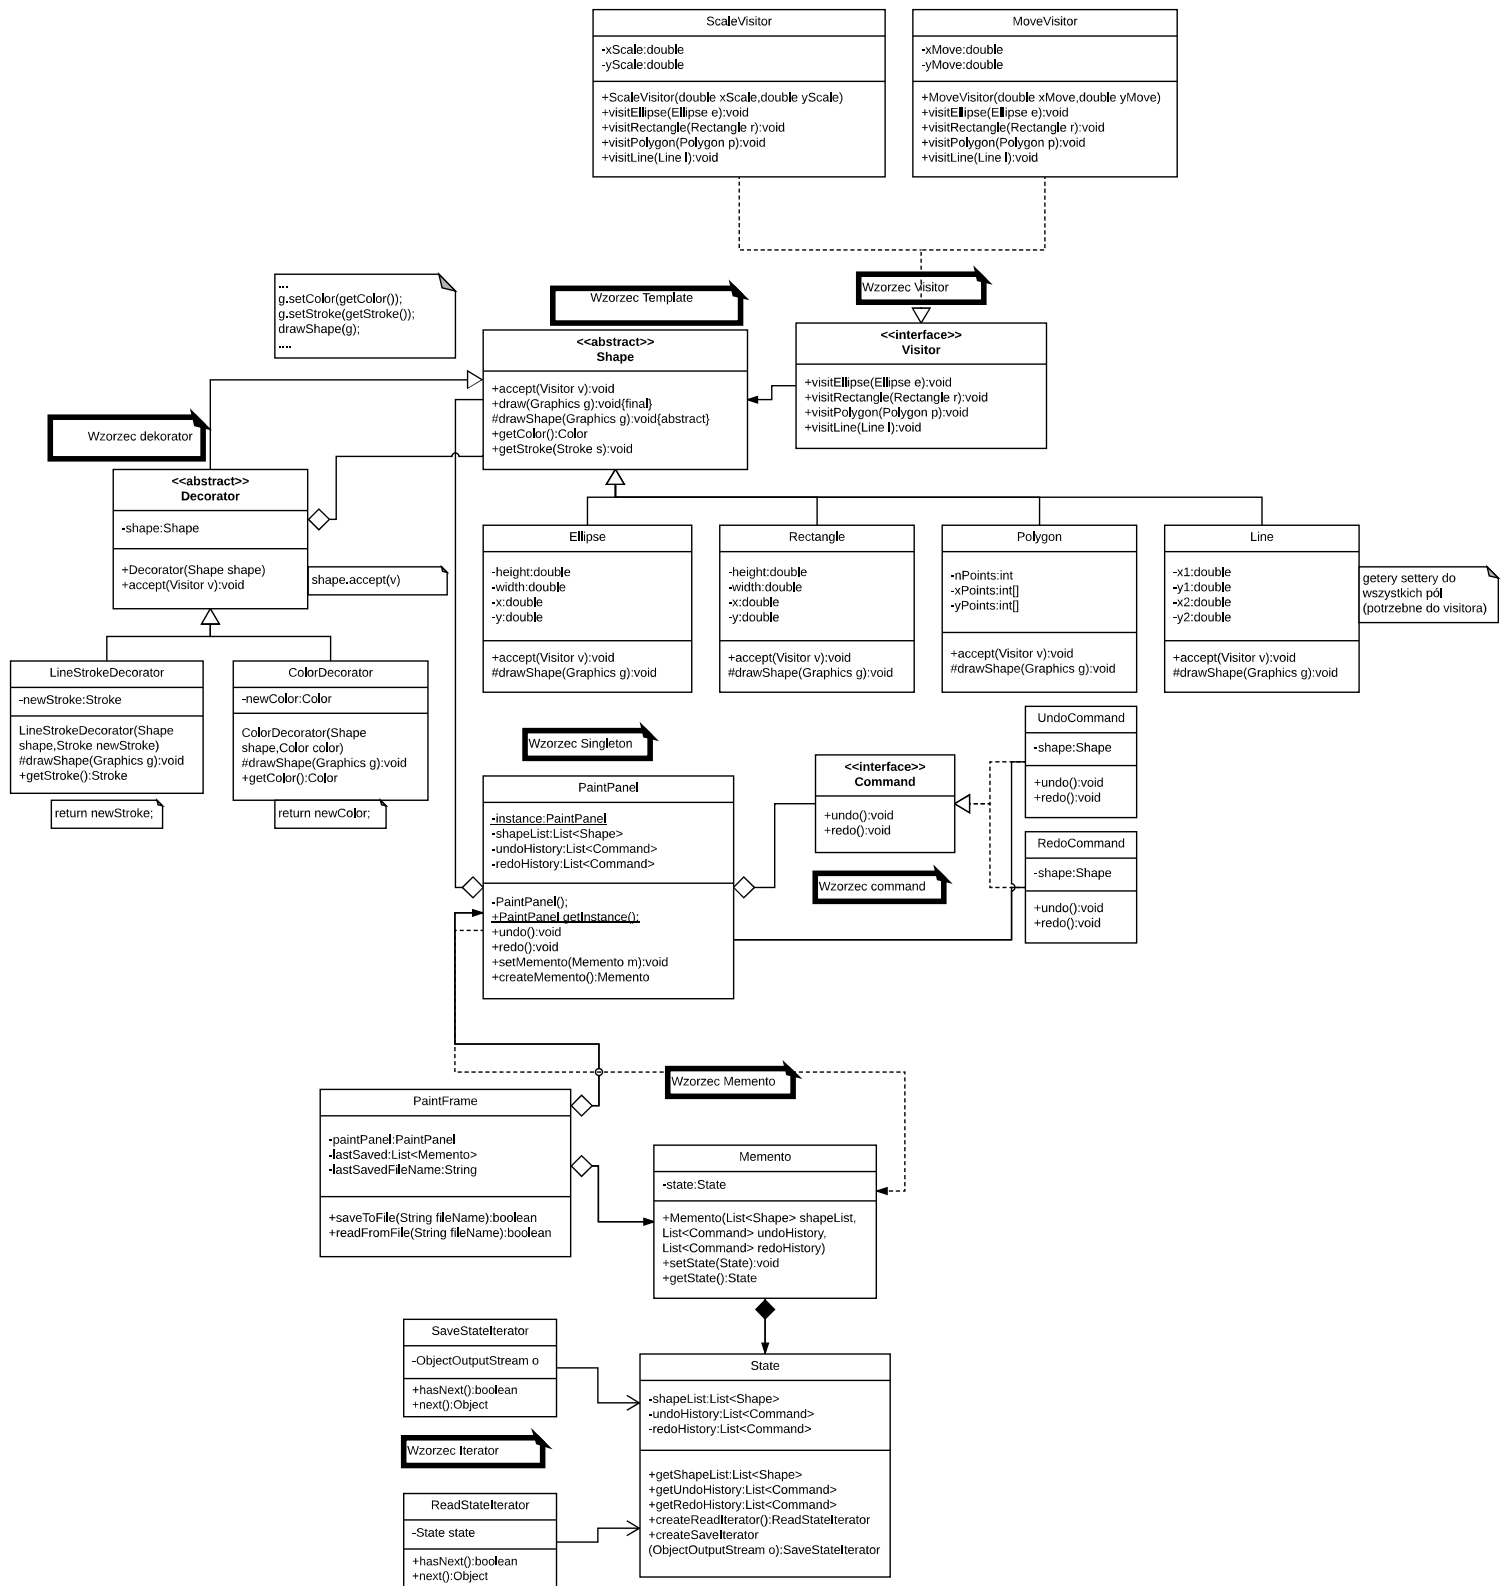 ScaleVisitor
-xScale:double
-yScale:double
+ScaleVisitor(double xScale,double yScale)
+visitEllipse(Ellipse e):void
+visitRectangle(Rectangle r):void
+visitPolygon(Polygon p):void
+visitLine(Line l):void
MoveVisitor
-xMove:double
-yMove:double
+MoveVisitor(double xMove,double yMove)
+visitEllipse(Ellipse e):void
+visitRectangle(Rectangle r):void
+visitPolygon(Polygon p):void
+visitLine(Line l):void
...
g.setColor(getColor());
g.setStroke(getStroke());
drawShape(g);
....
Wzorzec Template
Wzorzec Visitor
<<abstract>>
Shape
+accept(Visitor v):void
+draw(Graphics g):void{final}
#drawShape(Graphics g):void{abstract}
+getColor():Color
+getStroke(Stroke s):void
<<interface>>
Visitor
+visitEllipse(Ellipse e):void
+visitRectangle(Rectangle r):void
+visitPolygon(Polygon p):void
+visitLine(Line l):void
Wzorzec dekorator
<<abstract>>
Decorator
-shape:Shape
+Decorator(Shape shape)
+accept(Visitor v):void
shape.accept(v)
Ellipse
-height:double
-width:double
-x:double
-y:double
+accept(Visitor v):void
#drawShape(Graphics g):void
Rectangle
-height:double
-width:double
-x:double
-y:double
+accept(Visitor v):void
#drawShape(Graphics g):void
Polygon
-nPoints:int
-xPoints:int[]
-yPoints:int[]
+accept(Visitor v):void
#drawShape(Graphics g):void
Line
-x1:double
-y1:double
-x2:double
-y2:double
+accept(Visitor v):void
#drawShape(Graphics g):void
getery settery do
wszystkich pól
(potrzebne do visitora)
LineStrokeDecorator
-newStroke:Stroke
LineStrokeDecorator(Shape
shape,Stroke newStroke)
#drawShape(Graphics g):void
+getStroke():Stroke
return newStroke;
ColorDecorator
-newColor:Color
ColorDecorator(Shape
shape,Color color)
#drawShape(Graphics g):void
+getColor():Color
return newColor;
Wzorzec Singleton
PaintPanel
-instance:PaintPanel
-shapeList:List<Shape>
-undoHistory:List<Command>
-redoHistory:List<Command>
-PaintPanel();
+PaintPanel getInstance();
+undo():void
+redo():void
+setMemento(Memento m):void
+createMemento():Memento
<<interface>>
Command
+undo():void
+redo():void
Wzorzec command
UndoCommand
-shape:Shape
+undo():void
+redo():void
RedoCommand
-shape:Shape
+undo():void
+redo():void
Wzorzec Memento
PaintFrame
-paintPanel:PaintPanel
-lastSaved:List<Memento>
-lastSavedFileName:String
+saveToFile(String fileName):boolean
+readFromFile(String fileName):boolean
Memento
-state:State
+Memento(List<Shape> shapeList,
List<Command> undoHistory,
List<Command> redoHistory)
+setState(State):void
+getState():State
SaveStateIterator
-ObjectOutputStream o
+hasNext():boolean
+next():Object
Wzorzec Iterator
ReadStateIterator
-State state
+hasNext():boolean
+next():Object
State
-shapeList:List<Shape>
-undoHistory:List<Command>
-redoHistory:List<Command>
+getShapeList:List<Shape>
+getUndoHistory:List<Command>
+getRedoHistory:List<Command>
+createReadIterator():ReadStateIterator
+createSaveIterator
(ObjectOutputStream o):SaveStateIterator